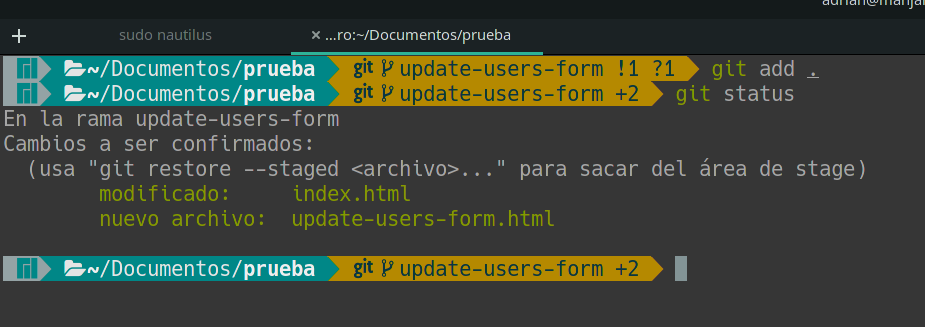 adrian@manjar
+ sudo nautilus × ...ro:~/Documentos/prueba
~/Documentos/prueba git update-users-form !1 ?1 git add .
~/Documentos/prueba git update-users-form +2 git status
En la rama update-users-form
Cambios a ser confirmados:
(usa "git restore --staged <archivo>..." para sacar del área de stage)
modificado: index.html
nuevo archivo: update-users-form.html
~/Documentos/prueba git update-users-form +2